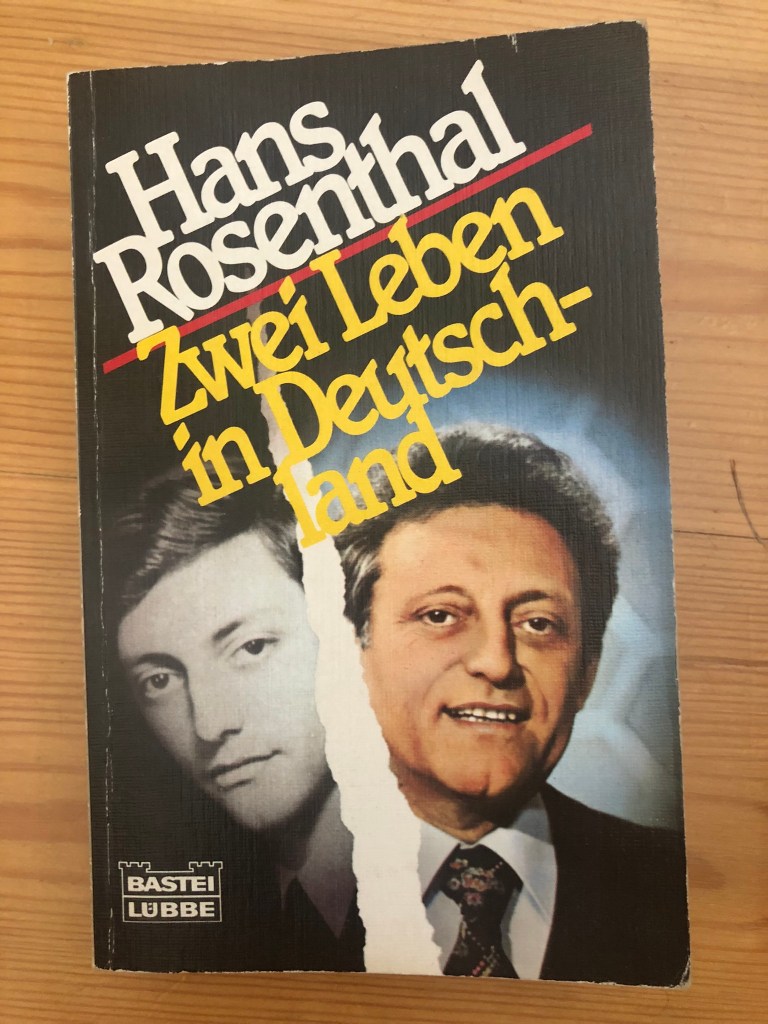 Hans
Rosenthal
Zwei Leben
in Deutsch-
land
BASTEI
LÜBBE